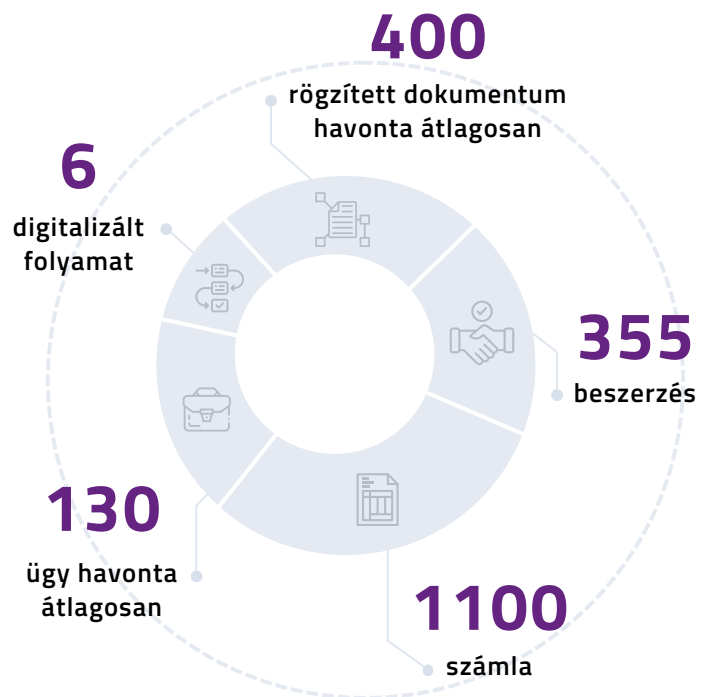 400
rögzített dokumentum
havonta átlagosan
6
digitalizált
folyamat
355
beszerzés
130
ügy havonta
átlagosan
1100
számla